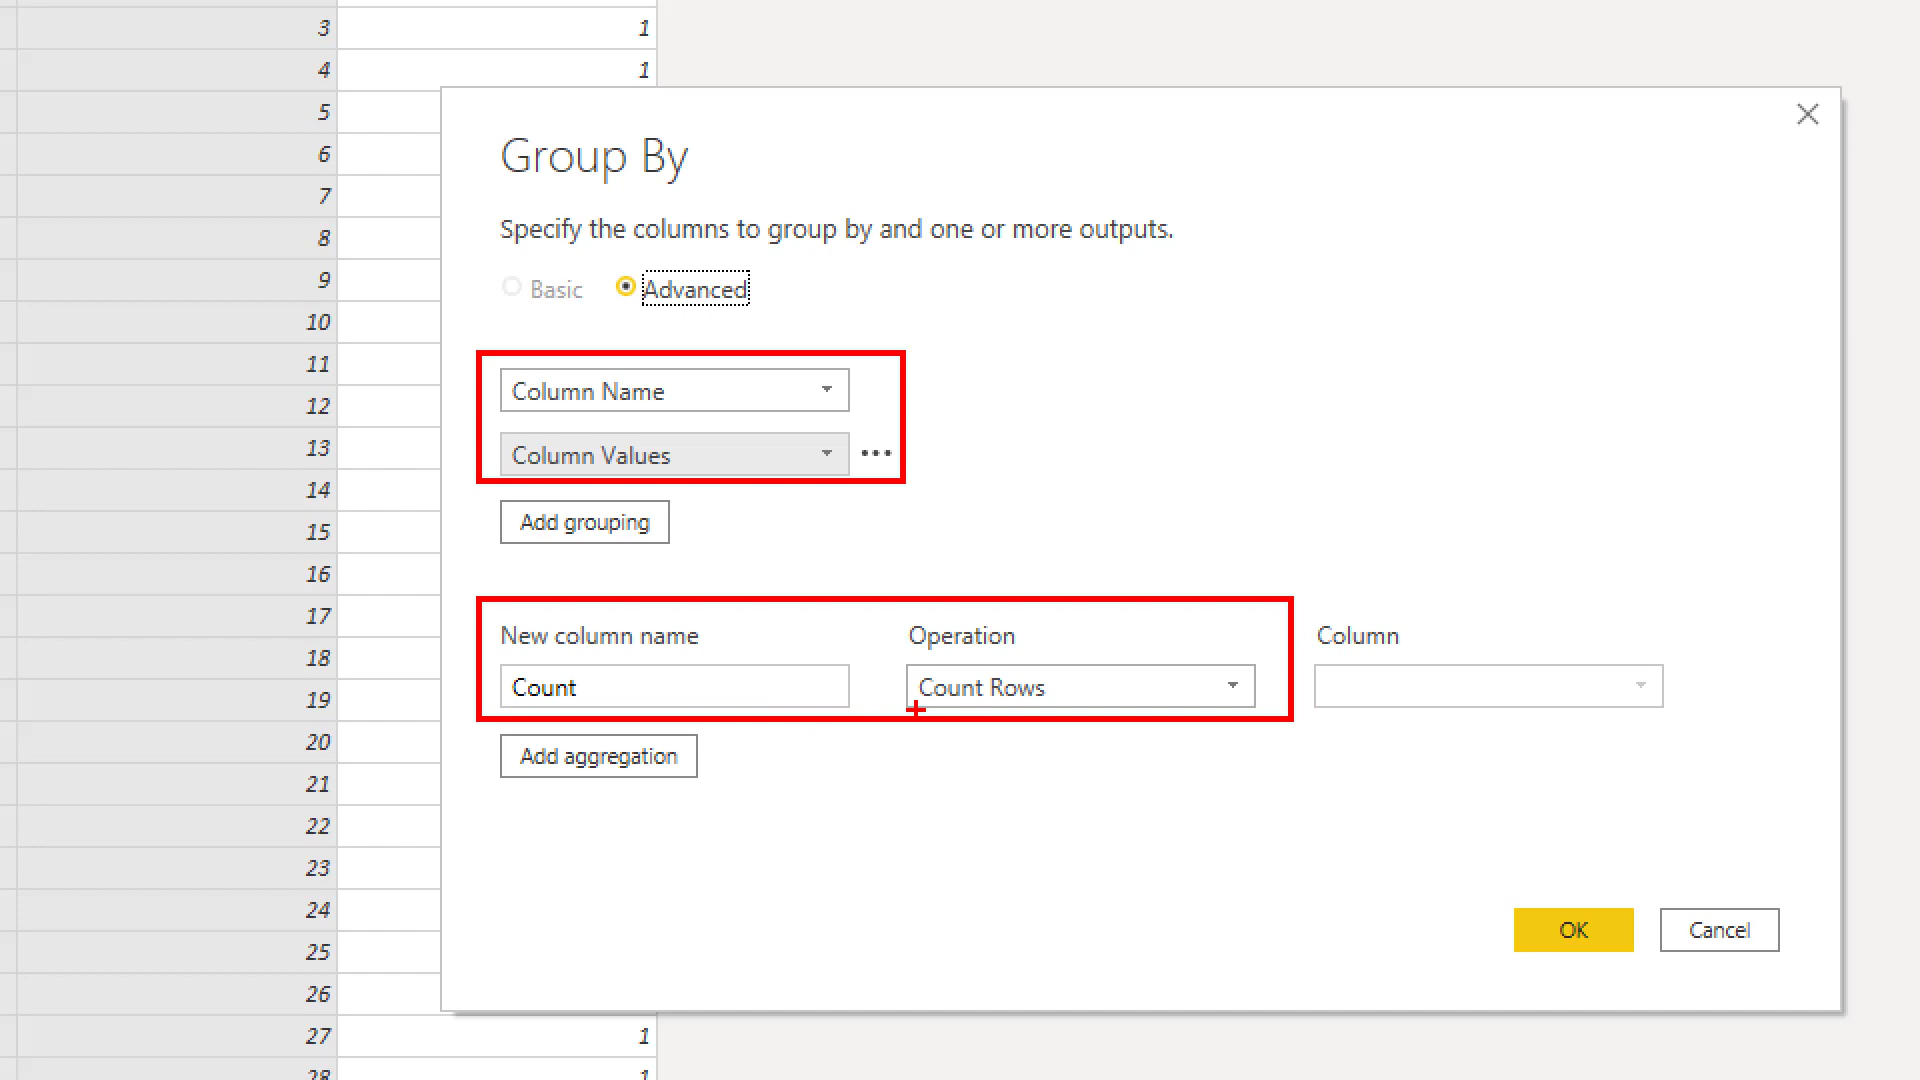 3 1
4 1
5
6
7
8
9
10
11
12
13
14
15
16
17
18
19
20
21
22
23
24
25
26
27 1
28 1
Group By
Specify the columns to group by and one or more outputs.
Basic Advanced
Column Name
Column Values
Add grouping
New column name Operation Column
Count Count Rows
Add aggregation
OK Cancel